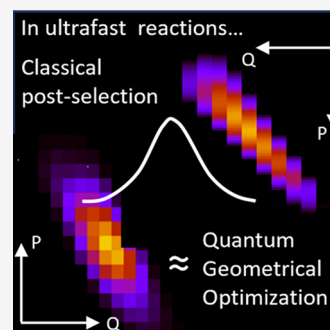 In ultrafast reactions…
Classical
post-selection
Q
P
P
≈
Quantum
Geometrical
Optimization
Q